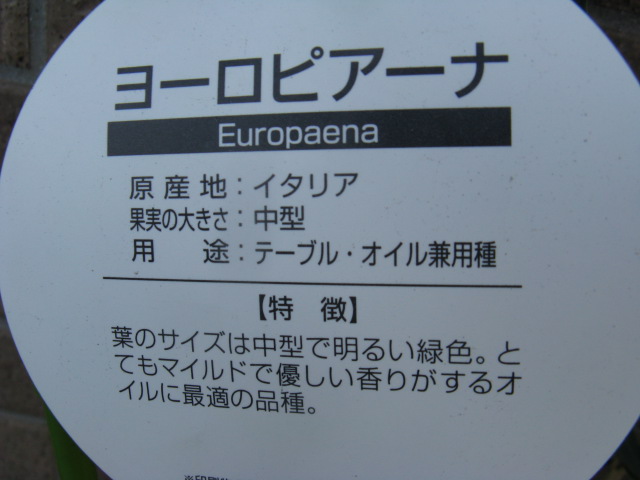 ヨーロピアーナ
Europaena
原産地：イタリア
果実の大きさ：中型
用　途：テーブル・オイル兼用種
【特　徴】
葉のサイズは中型で明るい緑色。と
てもマイルドで優しい香りがするオ
イルに最適の品種。